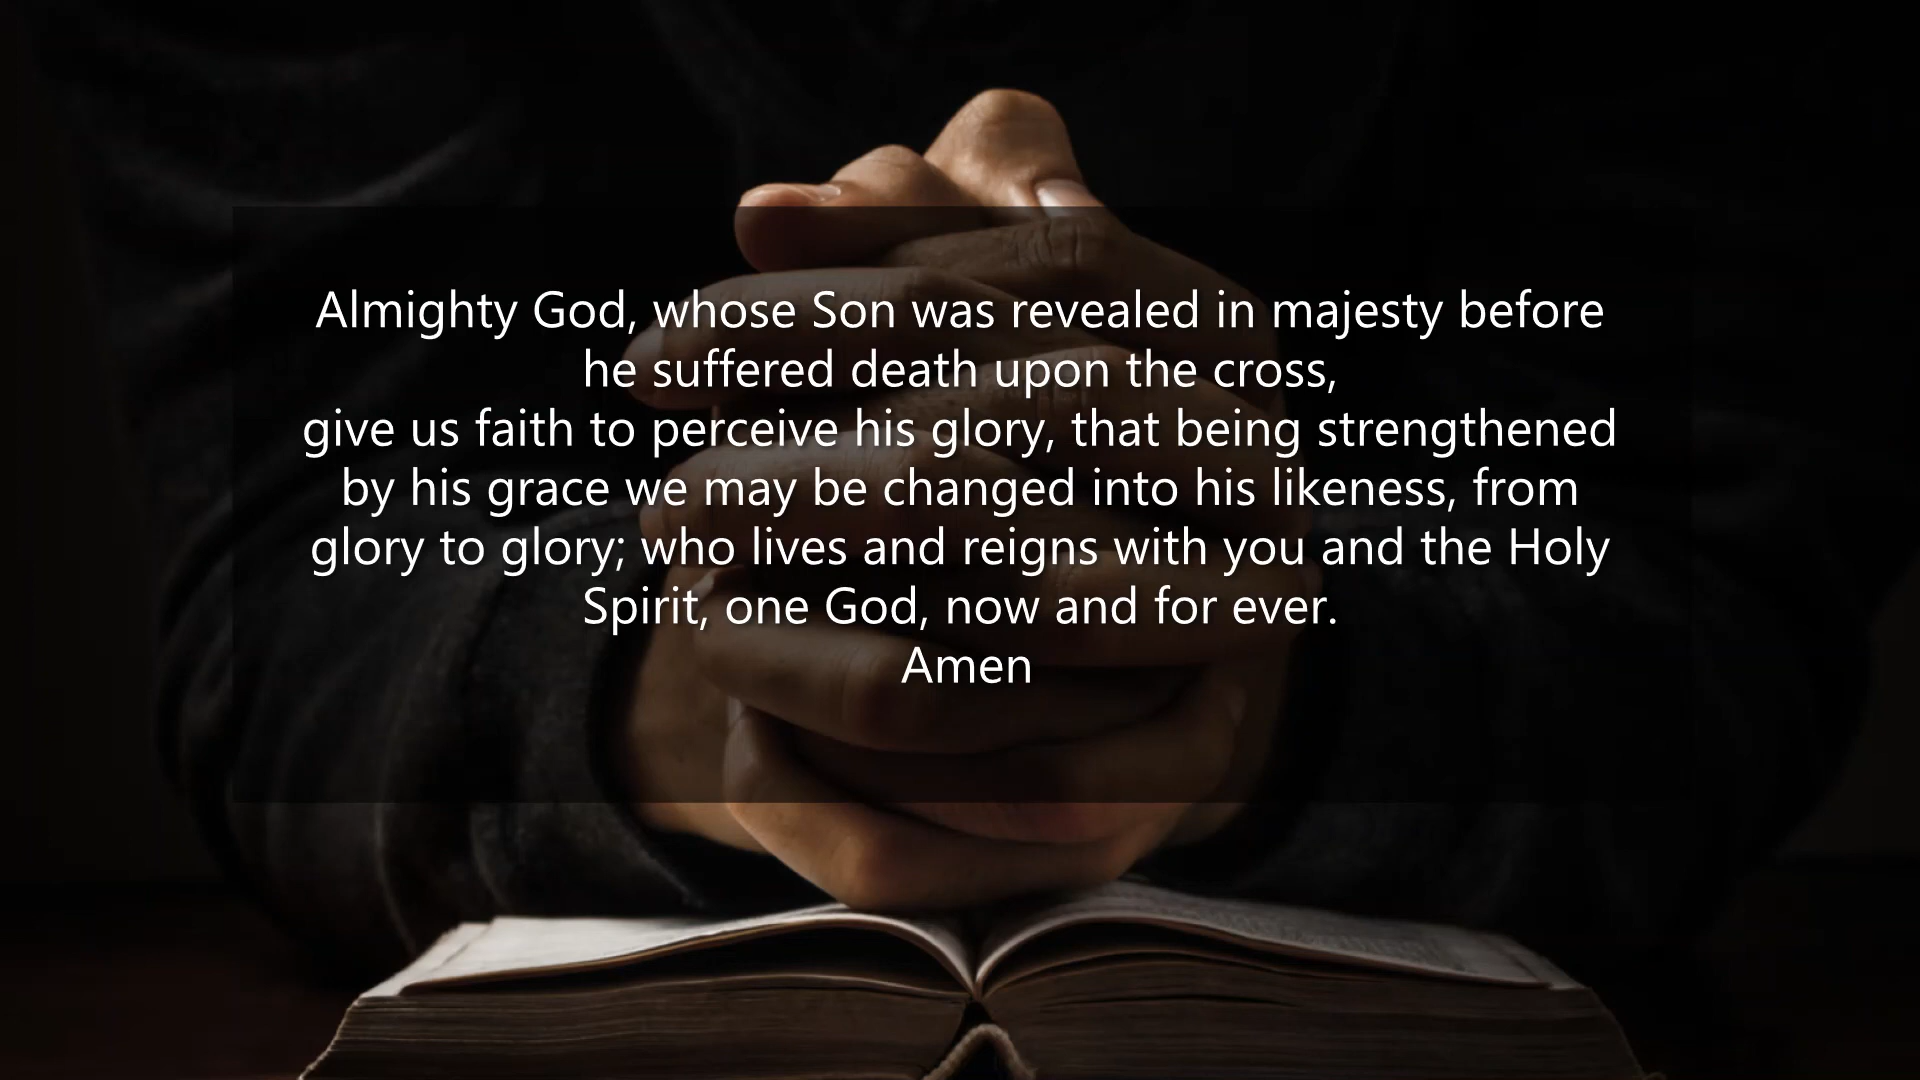 Almighty God, whose Son was revealed in majesty before
he suffered death upon the cross,
give us faith to perceive his glory, that being strengthened
by his grace we may be changed into his likeness, from
glory to glory; who lives and reigns with you and the Holy
Spirit, one God, now and for ever.
Amen